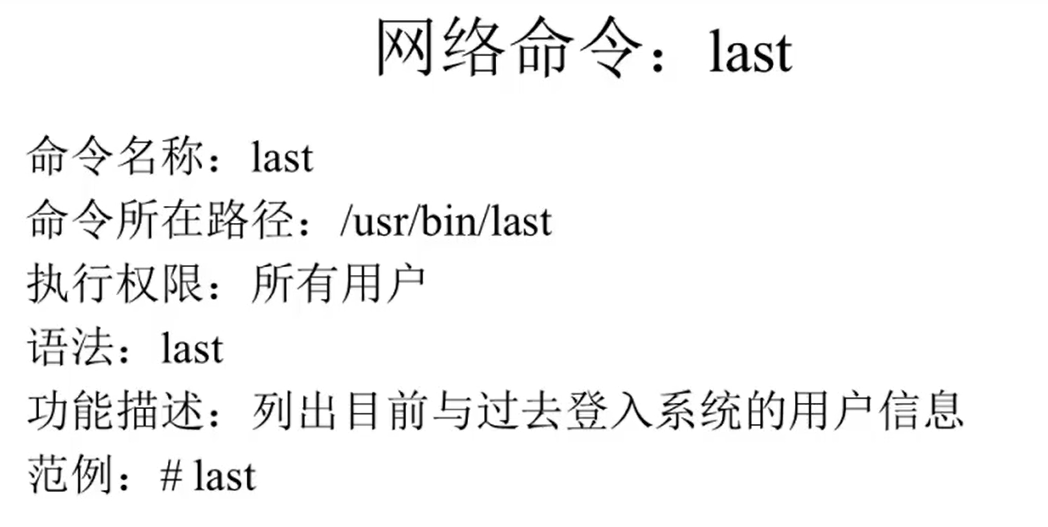 网络命令：last
命令名称：last
命令所在路径：/usr/bin/last
执行权限：所有用户
语法：last
功能描述：列出目前与过去登入系统的用户信息
范例：# last